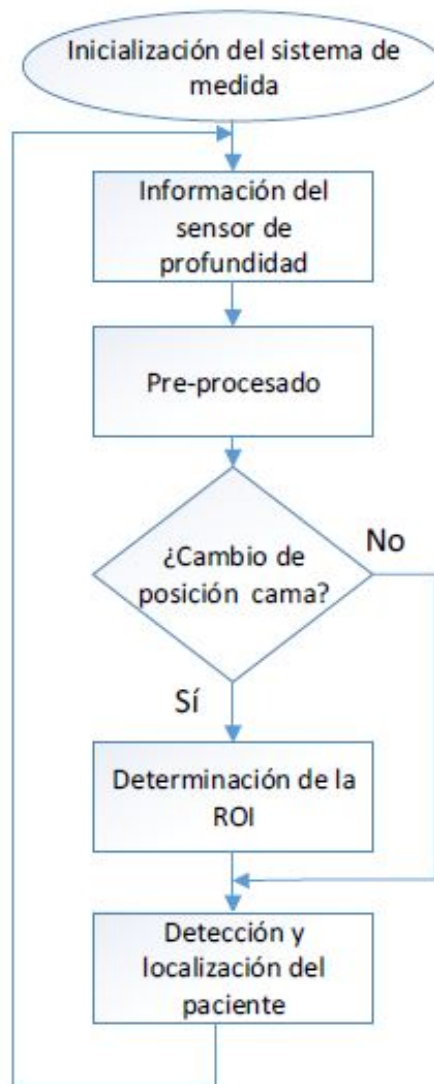 Inicialización del sistema de
medida
Información del
sensor de
profundidad
Pre-procesado
¿Cambio de
posición cama?
No
Sí
Determinación de la
ROI
Detección y
localización del
paciente